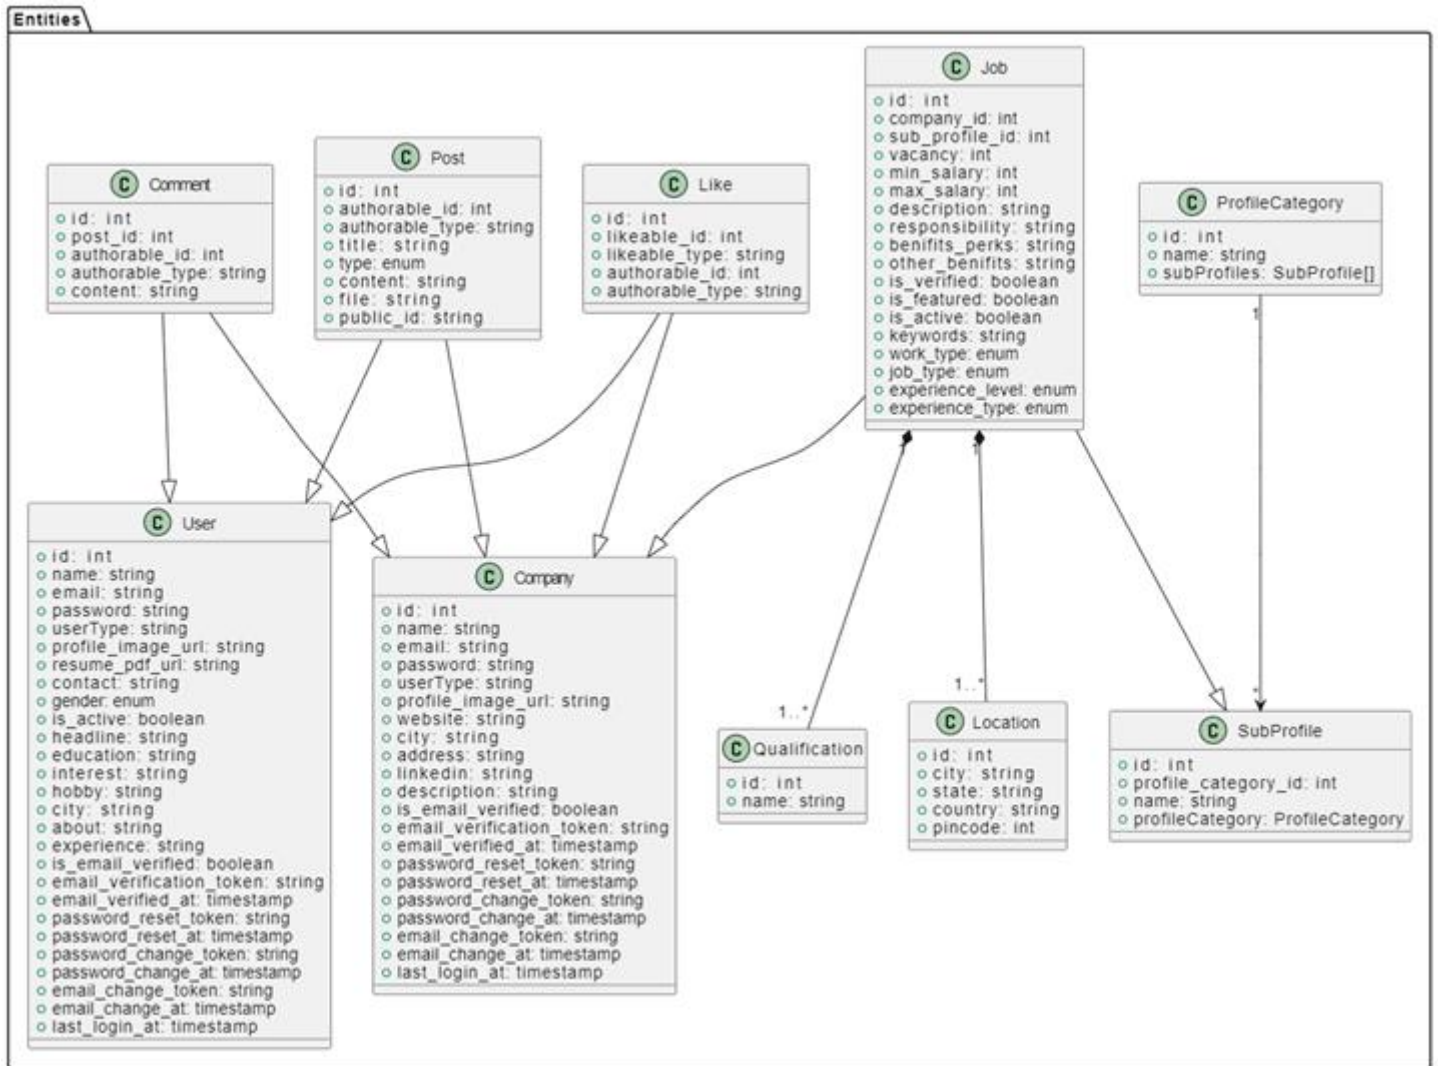 Entities
C Job
id: int
company_id: int
sub_profile_id: int
vacancy: int
min_salary: int
max_salary: int
description: string
responsibility: string
benifits_perks: string
other_benifits: string
is_verified: boolean
is_featured: boolean
is_active: boolean
keywords: string
work_type: enum
job_type: enum
experience_level: enum
experience_type: enum
C Post
id: int
authorable_id: int
authorable_type: string
title: string
type: enum
content: string
file: string
public_id: string
C Comment
id: int
post_id: int
authorable_id: int
authorable_type: string
content: string
C Like
id: int
likeable_id: int
likeable_type: string
authorable_id: int
authorable_type: string
C ProfileCategory
id: int
name: string
subProfiles: SubProfile[]
1
1
1
C User
id: int
name: string
email: string
password: string
userType: string
profile_image_url: string
resume_pdf_url: string
contact: string
gender: enum
is_active: boolean
headline: string
education: string
interest: string
hobby: string
city: string
about: string
experience: string
is_email_verified: boolean
email_verification_token: string
email_verified_at: timestamp
password_reset_token: string
password_reset_at: timestamp
password_change_token: string
password_change_at: timestamp
email_change_token: string
email_change_at: timestamp
last_login_at: timestamp
C Company
id: int
name: string
email: string
password: string
userType: string
profile_image_url: string
website: string
city: string
address: string
linkedin: string
description: string
is_email_verified: boolean
email_verification_token: string
email_verified_at: timestamp
password_reset_token: string
password_reset_at: timestamp
password_change_token: string
password_change_at: timestamp
email_change_token: string
email_change_at: timestamp
last_login_at: timestamp
1..*
1..*
*
C Qualification
id: int
name: string
C Location
id: int
city: string
state: string
country: string
pincode: int
C SubProfile
id: int
profile_category_id: int
name: string
profileCategory: ProfileCategory